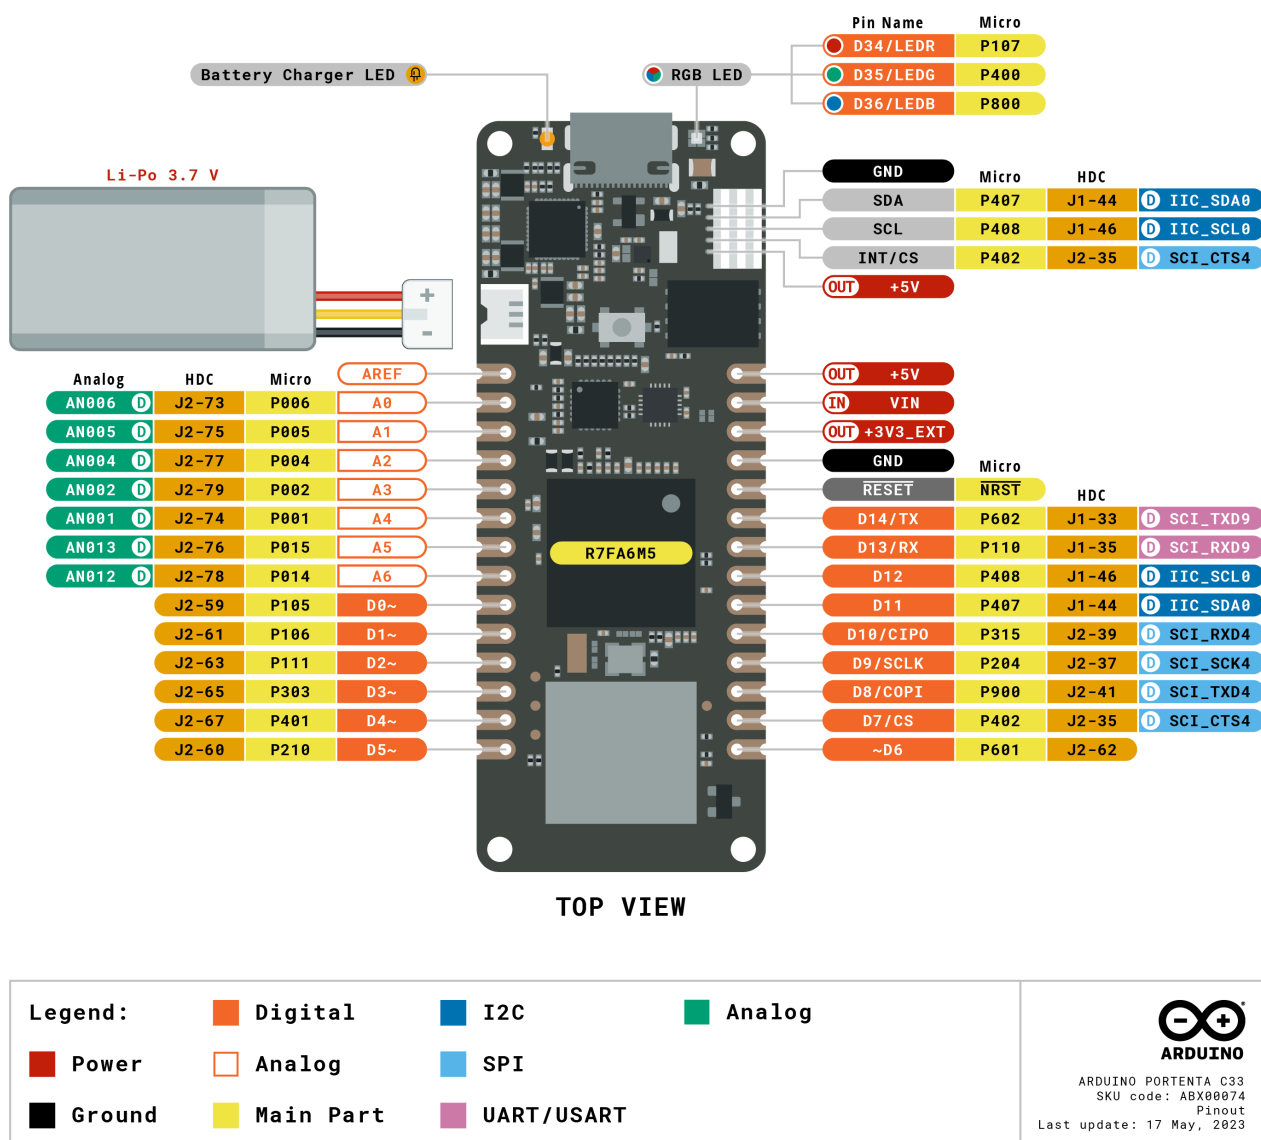 Pin Name Micro
D34/LEDR P107
Battery Charger LED RGB LED D35/LEDG P400
D36/LEDB P800
Li-Po 3.7 V
+
-
GND Micro HDC
SDA P407 J1-44 D IIC_SDA0
SCL P408 J1-46 D IIC_SCL0
INT/CS P402 J2-35 D SCI_CTS4
OUT +5V
Analog HDC Micro
AREF
AN006 D J2-73 P006 A0
AN005 D J2-75 P005 A1
AN004 D J2-77 P004 A2
AN002 D J2-79 P002 A3
AN001 D J2-74 P001 A4
AN013 D J2-76 P015 A5
AN012 D J2-78 P014 A6
J2-59 P105 D0~
J2-61 P106 D1~
J2-63 P111 D2~
J2-65 P303 D3~
J2-67 P401 D4~
J2-60 P210 D5~
R7FA6M5
OUT +5V
IN VIN
OUT +3V3_EXT
GND Micro
RESET NRST HDC
D14/TX P602 J1-33 D SCI_TXD9
D13/RX P110 J1-35 D SCI_RXD9
D12 P408 J1-46 D IIC_SCL0
D11 P407 J1-44 D IIC_SDA0
D10/CIPO P315 J2-39 D SCI_RXD4
D9/SCLK P204 J2-37 D SCI_SCK4
D8/COPI P900 J2-41 D SCI_TXD4
D7/CS P402 J2-35 D SCI_CTS4
~D6 P601 J2-62
TOP VIEW
Legend: Digital I2C Analog
Power Analog SPI
Ground Main Part UART/USART
ARDUINO
ARDUINO PORTENTA C33
SKU code: ABX00074
Pinout
Last update: 17 May, 2023